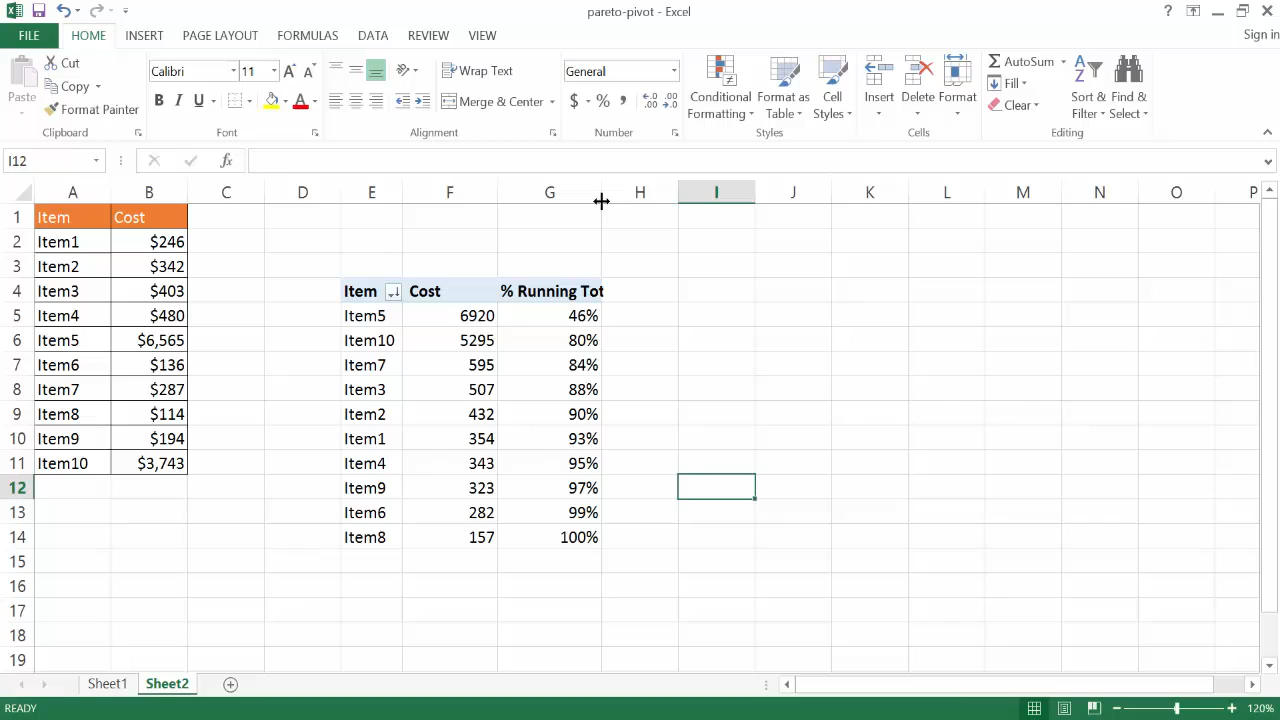 pareto-pivot - Excel
? Sign in
FILE HOME INSERT PAGE LAYOUT FORMULAS DATA REVIEW VIEW
Paste
Cut
Copy
Format Painter
Calibri 11
B I U
Wrap Text
Merge & Center
General
$ % ,
Conditional Formatting
Format as Table
Cell Styles
Insert Delete Format
AutoSum
Fill
Clear
Sort & Filter
Find & Select
Clipboard Font Alignment Number Styles Cells Editing
I12 fx
A B C D E F G H I J K L M N O P
1 Item Cost
2 Item1 $246
3 Item2 $342
4 Item3 $403 Item Cost % Running Tot
5 Item4 $480 Item5 6920 46%
6 Item5 $6,565 Item10 5295 80%
7 Item6 $136 Item7 595 84%
8 Item7 $287 Item3 507 88%
9 Item8 $114 Item2 432 90%
10 Item9 $194 Item1 354 93%
11 Item10 $3,743 Item4 343 95%
12 Item9 323 97%
13 Item6 282 99%
14 Item8 157 100%
15
16
17
18
19
Sheet1 Sheet2
READY 120%